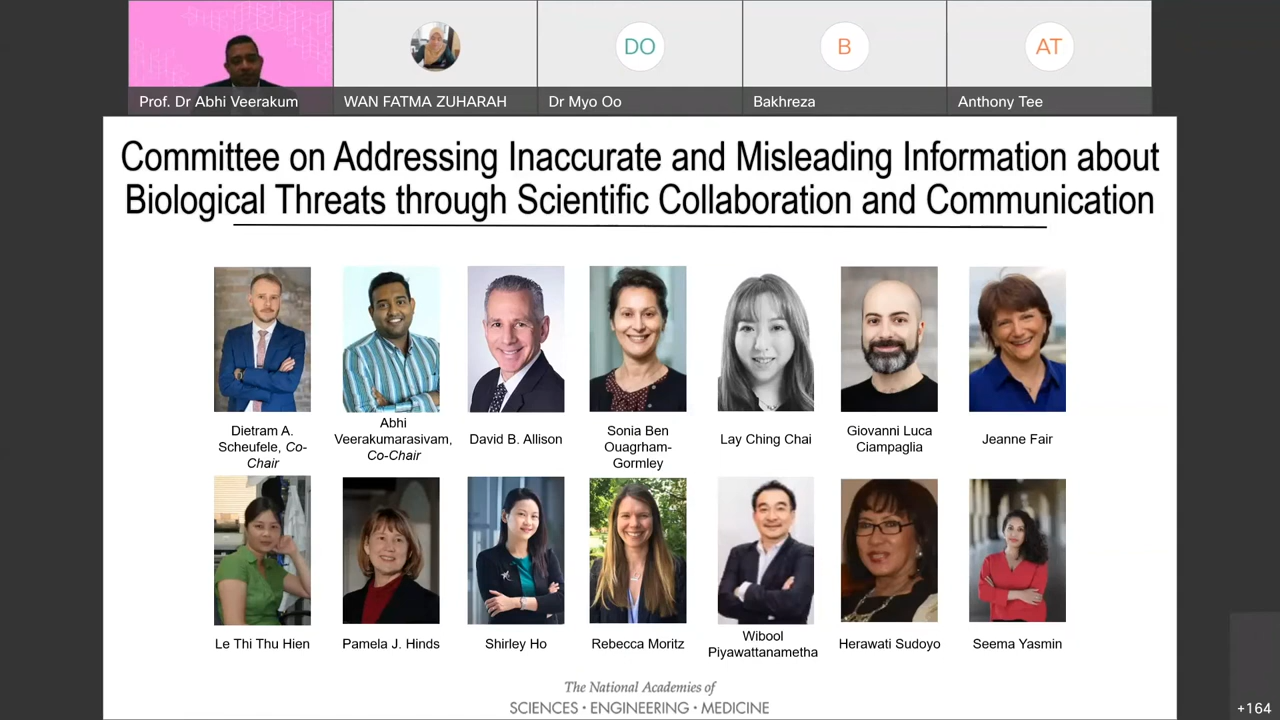 Prof. Dr Abhi Veerakum
WAN FATMA ZUHARAH
DO
Dr Myo Oo
B
Bakhreza
AT
Anthony Tee
Committee on Addressing Inaccurate and Misleading Information about
Biological Threats through Scientific Collaboration and Communication
Dietram A.
Scheufele, Co-
Chair
Abhi
Veerakumarasivam,
Co-Chair
David B. Allison
Sonia Ben
Ouagrham-
Gormley
Lay Ching Chai
Giovanni Luca
Ciampaglia
Jeanne Fair
Le Thi Thu Hien
Pamela J. Hinds
Shirley Ho
Rebecca Moritz
Wibool
Piyawattanametha
Herawati Sudoyo
Seema Yasmin
The National Academies of
SCIENCES · ENGINEERING · MEDICINE
+164